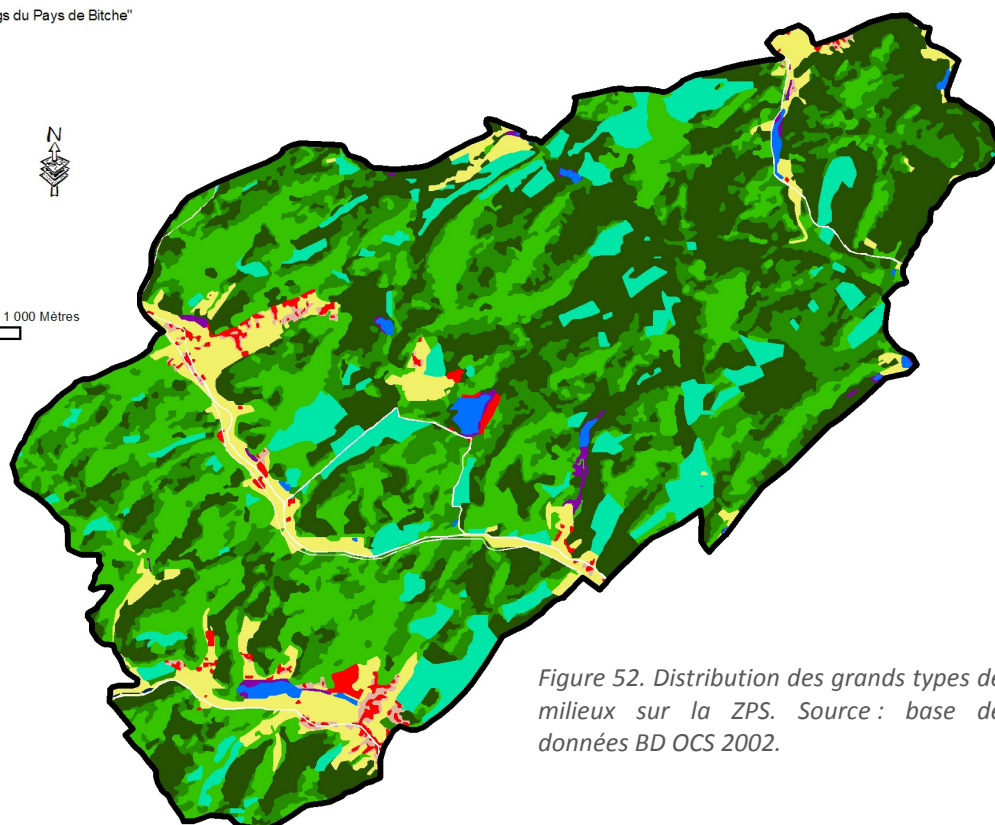 gs du Pays de Bitche"
N
1 000 Mètres
Figure 52. Distribution des grands types de
milieux sur la ZPS. Source : base de
données BD OCS 2002.